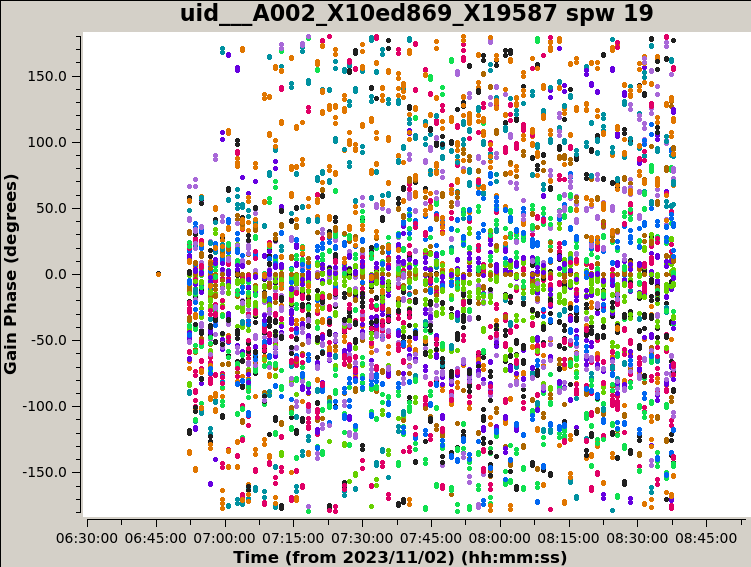 uid___A002_X10ed869_X19587 spw 19
Gain Phase (degrees)
150.0
100.0
50.0
0.0
-50.0
-100.0
-150.0
06:30:00 06:45:00 07:00:00 07:15:00 07:30:00 07:45:00 08:00:00 08:15:00 08:30:00 08:45:00
Time (from 2023/11/02) (hh:mm:ss)